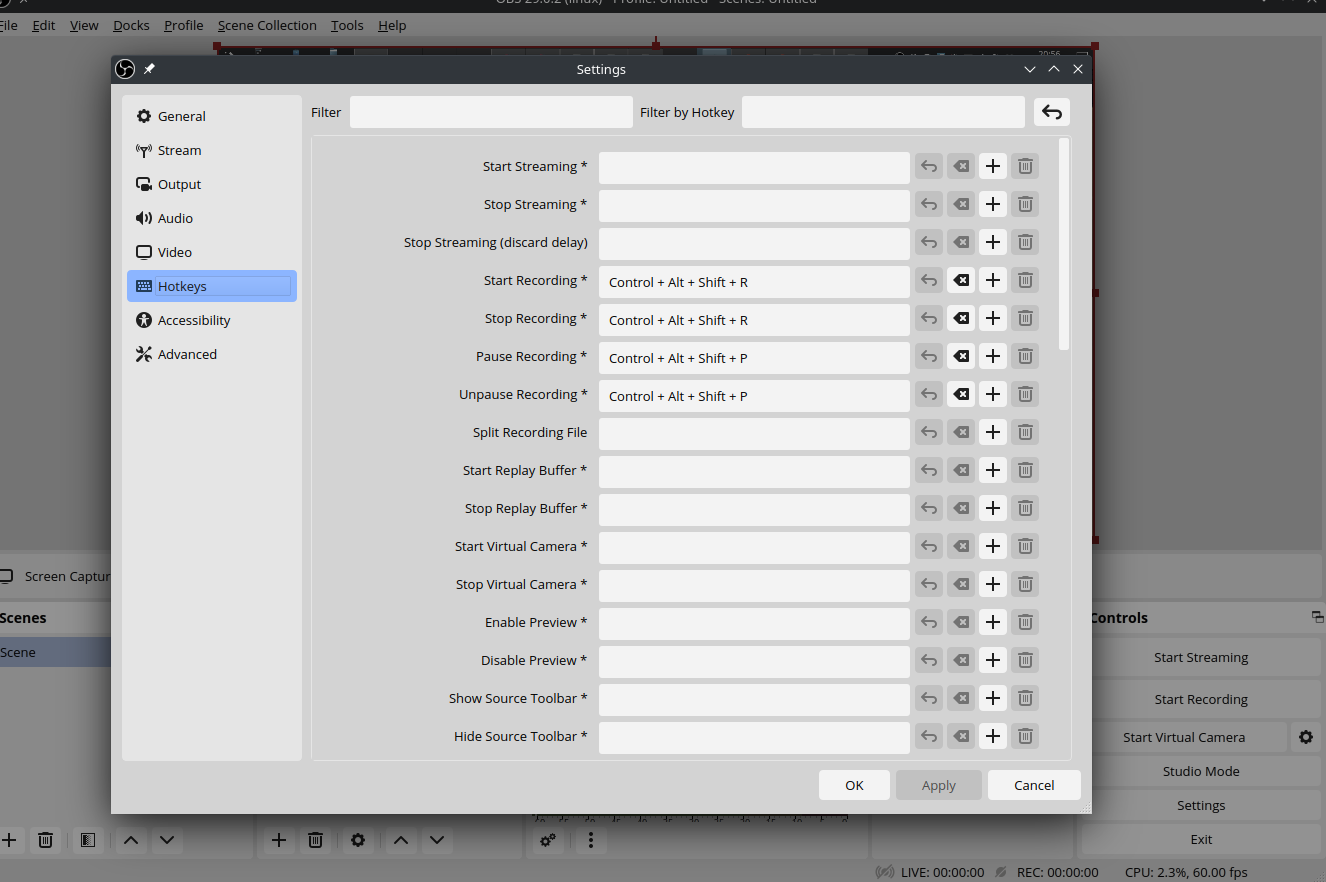 OBS 29.0.2 (linux) - Profile: Untitled - Scenes: Untitled
File Edit View Docks Profile Scene Collection Tools Help
20:56
Settings
General
Stream
Output
Audio
Video
Hotkeys
Accessibility
Advanced
Filter
Filter by Hotkey
Start Streaming *
Stop Streaming *
Stop Streaming (discard delay)
Start Recording * Control + Alt + Shift + R
Stop Recording * Control + Alt + Shift + R
Pause Recording * Control + Alt + Shift + P
Unpause Recording * Control + Alt + Shift + P
Split Recording File
Start Replay Buffer *
Stop Replay Buffer *
Start Virtual Camera *
Stop Virtual Camera *
Enable Preview *
Disable Preview *
Show Source Toolbar *
Hide Source Toolbar *
OK Apply Cancel
Screen Captur
Scenes
Scene
Controls
Start Streaming
Start Recording
Start Virtual Camera
Studio Mode
Settings
Exit
LIVE: 00:00:00 REC: 00:00:00 CPU: 2.3%, 60.00 fps